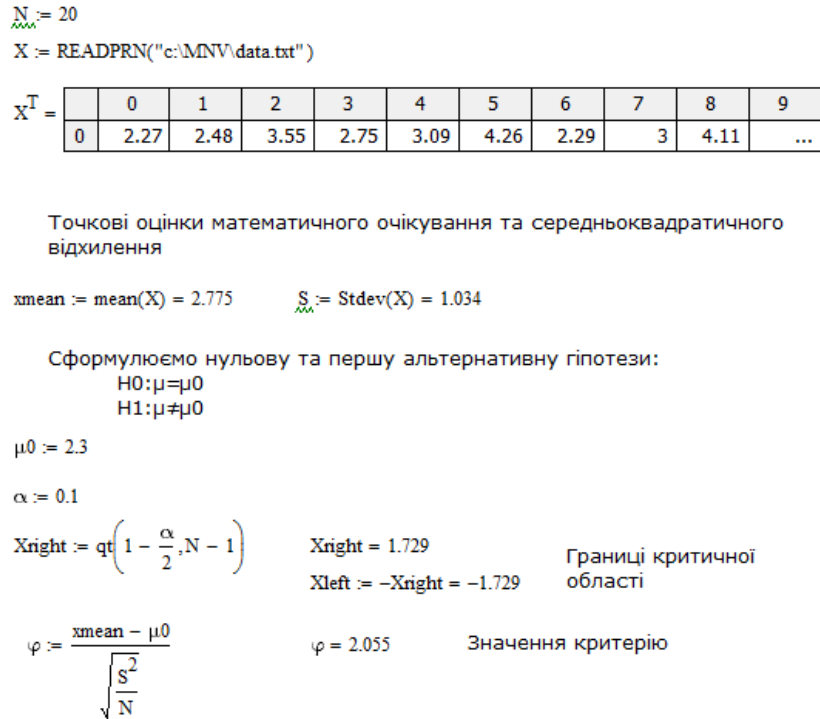 N := 20
X := READPRN("c:\MNV\data.txt")
X^T =
0 1 2 3 4 5 6 7 8 9
0 2.27 2.48 3.55 2.75 3.09 4.26 2.29 3 4.11 ...
Точкові оцінки математичного очікування та середньоквадратичного
відхилення
xmean := mean(X) = 2.775 S := Stdev(X) = 1.034
Сформулюємо нульову та першу альтернативну гіпотези:
H0:μ=μ0
H1:μ≠μ0
μ0 := 2.3
α := 0.1
Xright := qt(1 − α/2, N − 1) Xright = 1.729
Xleft := −Xright = −1.729
Границі критичної
області
φ := (xmean − μ0) / √(S^2/N) φ = 2.055 Значення критерію